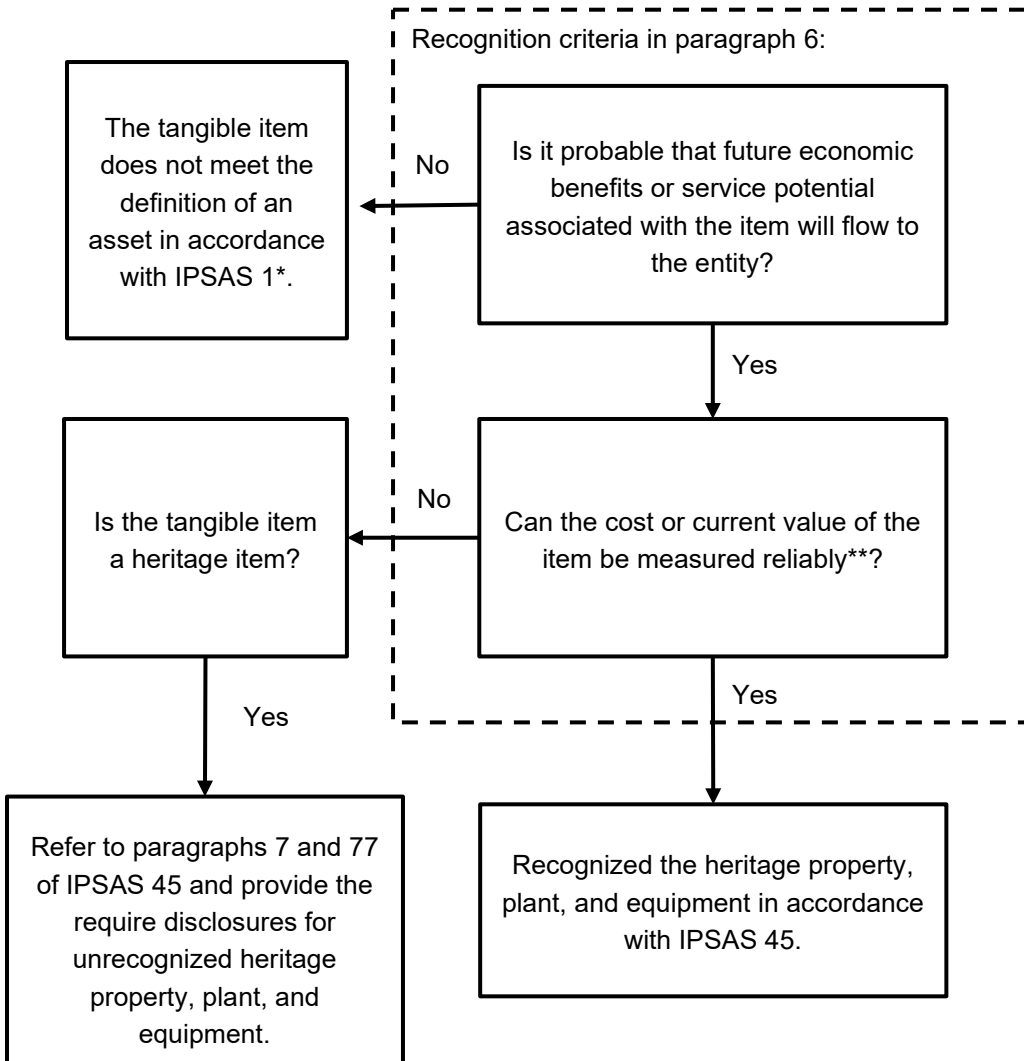 Recognition criteria in paragraph 6:
The tangible item
does not meet the
definition of an
asset in accordance
with IPSAS 1*.
No
Is it probable that future economic
benefits or service potential
associated with the item will flow to
the entity?
Yes
Is the tangible item
a heritage item?
No
Can the cost or current value of the
item be measured reliably**?
Yes
Yes
Refer to paragraphs 7 and 77
of IPSAS 45 and provide the
require disclosures for
unrecognized heritage
property, plant, and
equipment.
Recognized the heritage property,
plant, and equipment in accordance
with IPSAS 45.